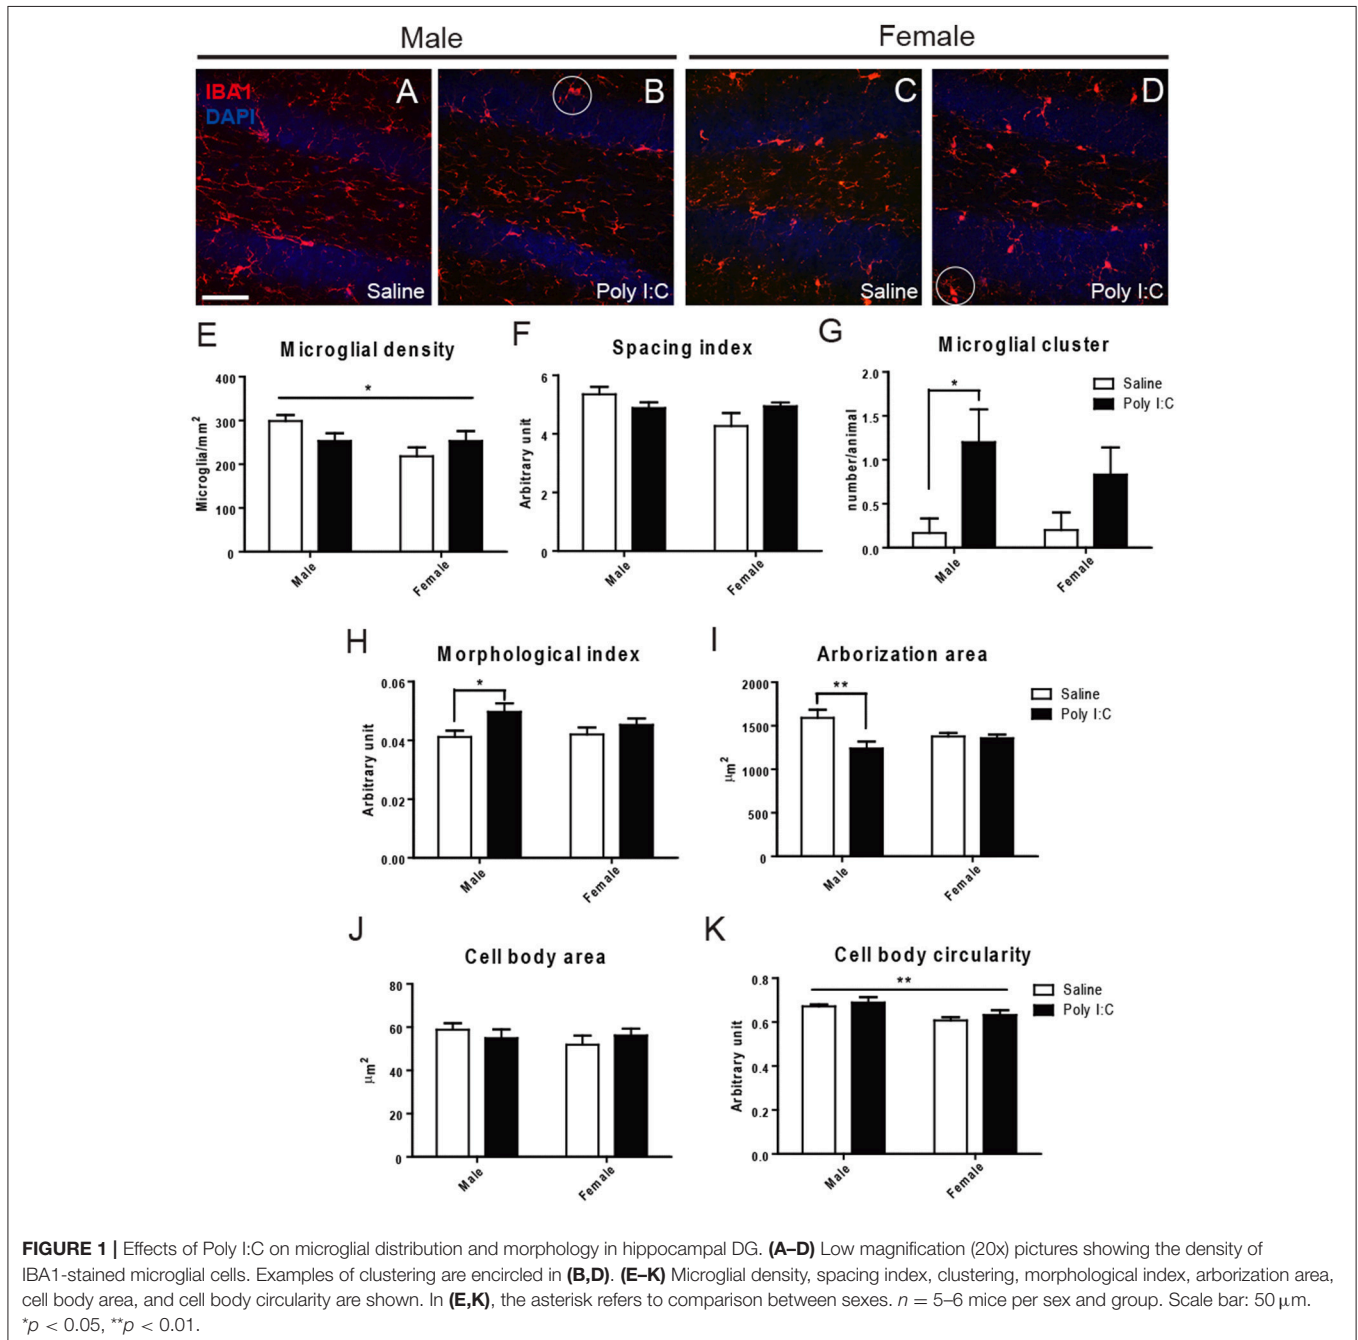 Male
Female
IBA1
DAPI
A
B
C
D
Saline
Poly I:C
Saline
Poly I:C
E
Microglial density
Microglia/mm²
400
300
200
100
0
*
Male
Female
F
Spacing index
Arbitrary unit
6
4
2
0
Male
Female
G
Microglial cluster
number/animal
2.0
1.5
1.0
0.5
0.0
*
Male
Female
Saline
Poly I:C
H
Morphological index
Arbitrary unit
0.06
0.04
0.02
0.00
*
Male
Female
I
Arborization area
μm²
2000
1500
1000
500
0
**
Male
Female
Saline
Poly I:C
J
Cell body area
μm²
80
60
40
20
0
Male
Female
K
Cell body circularity
Arbitrary unit
0.8
0.6
0.4
0.2
0.0
**
Male
Female
Saline
Poly I:C
FIGURE 1 | Effects of Poly I:C on microglial distribution and morphology in hippocampal DG. (A–D) Low magnification (20x) pictures showing the density of
IBA1-stained microglial cells. Examples of clustering are encircled in (B,D). (E–K) Microglial density, spacing index, clustering, morphological index, arborization area,
cell body area, and cell body circularity are shown. In (E,K), the asterisk refers to comparison between sexes. n = 5–6 mice per sex and group. Scale bar: 50 μm.
*p < 0.05, **p < 0.01.